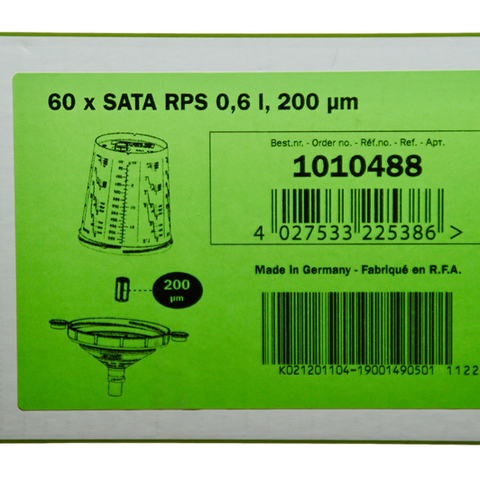 60 x SATA RPS 0,6 l, 200 µm
Best.nr. - Order no. - Réf.no. - Ref. - Арт.
1010488
4 027533 225386 >
200
µm
Made in Germany - Fabriqué en R.F.A.
K021201104-19001490501 1122